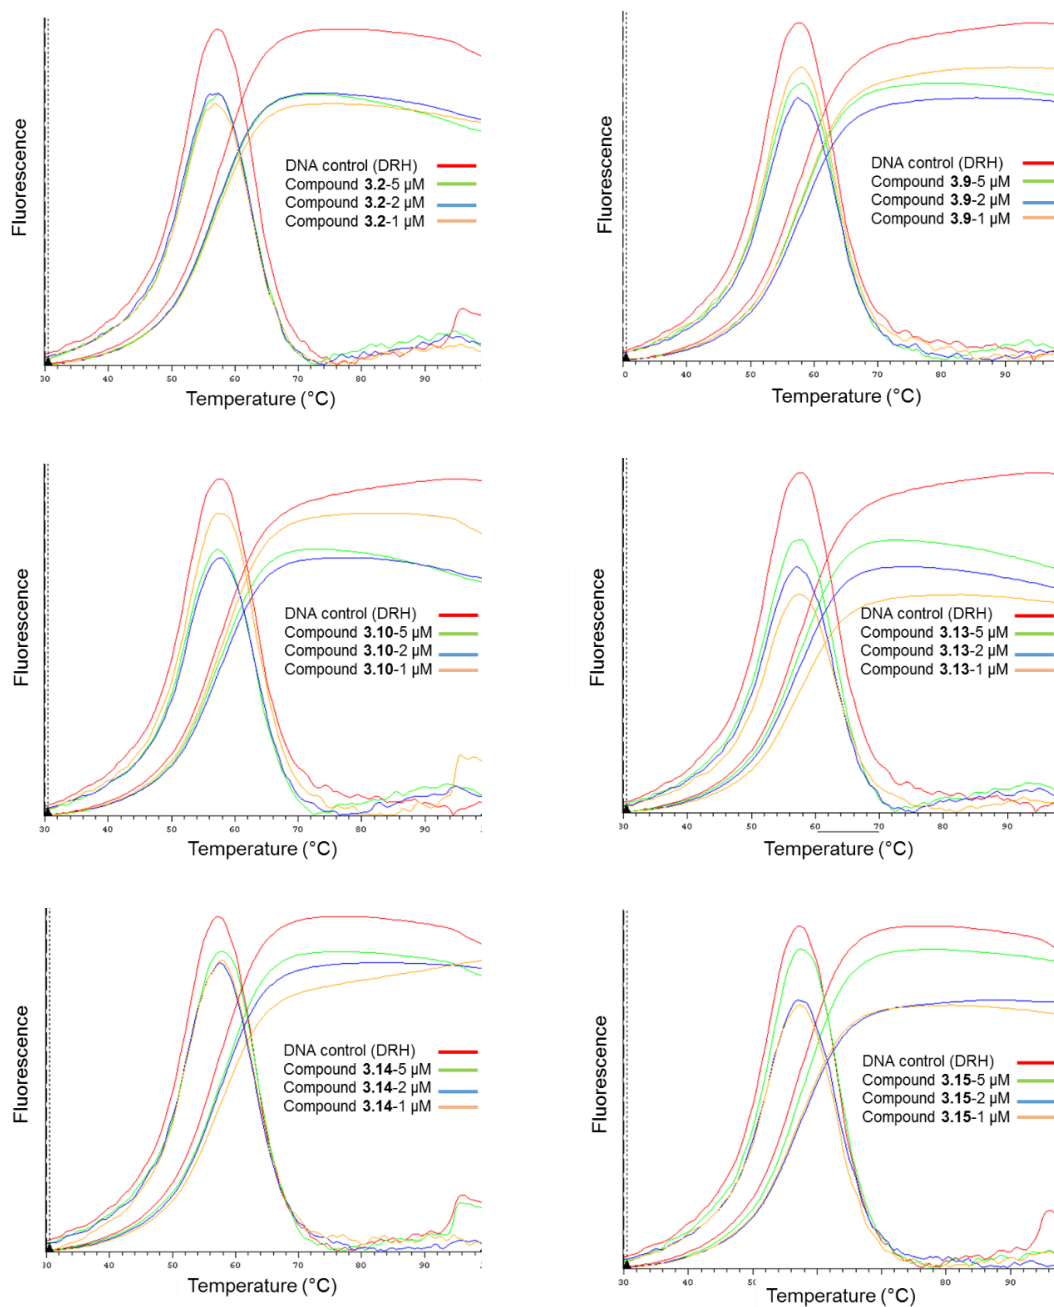 Fluorescence
DNA control (DRH)
Compound 3.2-5 µM
Compound 3.2-2 µM
Compound 3.2-1 µM
30 40 50 60 70 80 90
Temperature (°C)
Fluorescence
DNA control (DRH)
Compound 3.9-5 µM
Compound 3.9-2 µM
Compound 3.9-1 µM
0 40 50 60 70 80 90
Temperature (°C)
Fluorescence
DNA control (DRH)
Compound 3.10-5 µM
Compound 3.10-2 µM
Compound 3.10-1 µM
30 40 50 60 70 80 90
Temperature (°C)
Fluorescence
DNA control (DRH)
Compound 3.13-5 µM
Compound 3.13-2 µM
Compound 3.13-1 µM
30 40 50 60 70 80 90
Temperature (°C)
Fluorescence
DNA control (DRH)
Compound 3.14-5 µM
Compound 3.14-2 µM
Compound 3.14-1 µM
30 40 50 60 70 80 90
Temperature (°C)
Fluorescence
DNA control (DRH)
Compound 3.15-5 µM
Compound 3.15-2 µM
Compound 3.15-1 µM
30 40 50 60 70 80 90
Temperature (°C)